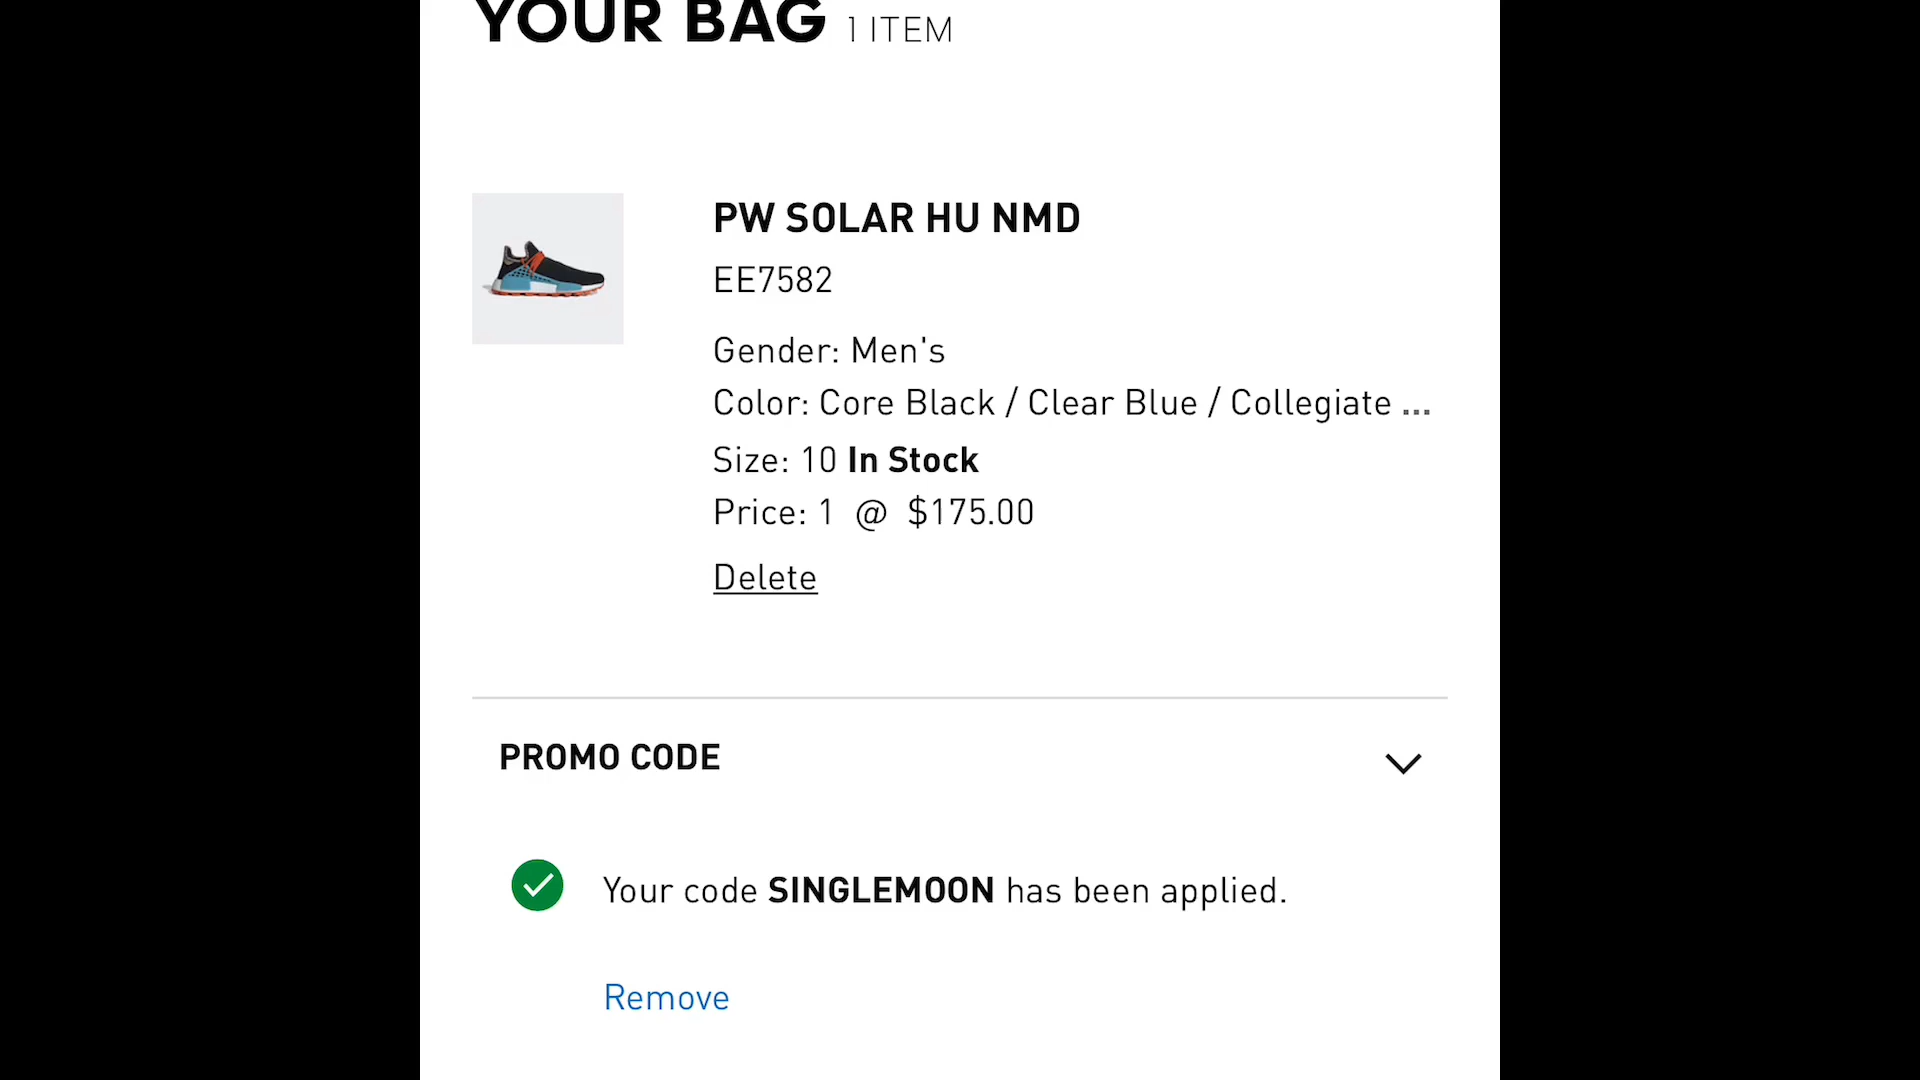 YOUR BAG 1 ITEM
PW SOLAR HU NMD
EE7582
Gender: Men's
Color: Core Black / Clear Blue / Collegiate ...
Size: 10 In Stock
Price: 1 @ $175.00
Delete
PROMO CODE
Your code SINGLEMOON has been applied.
Remove